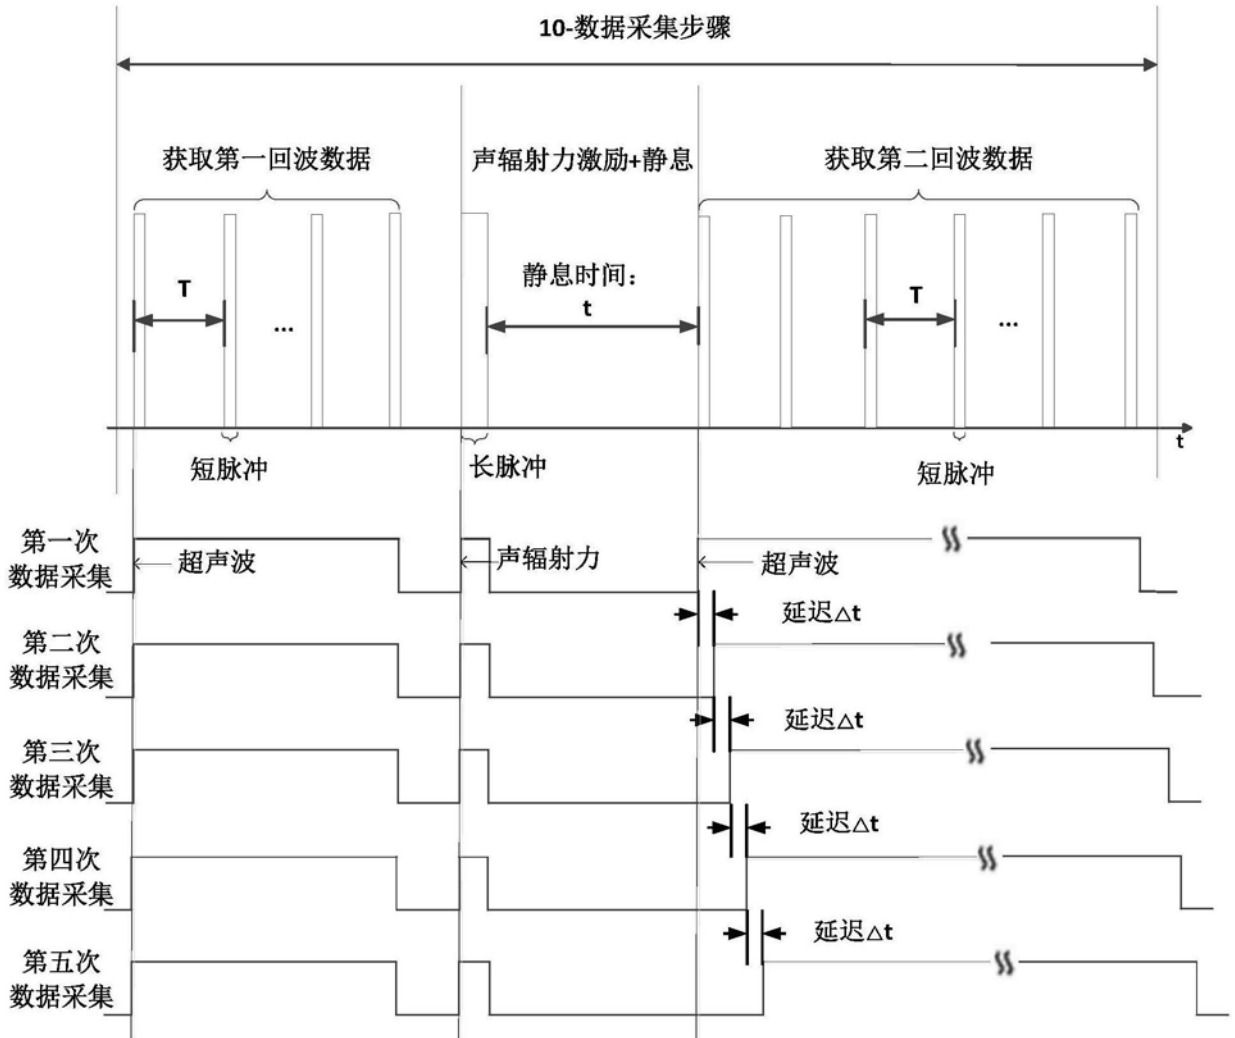 10-数据采集步骤
获取第一回波数据
声辐射力激励+静息
获取第二回波数据
T
...
静息时间：
t
T
...
t
短脉冲
长脉冲
短脉冲
第一次
数据采集
超声波
声辐射力
超声波
延迟△t
第二次
数据采集
延迟△t
第三次
数据采集
延迟△t
第四次
数据采集
延迟△t
第五次
数据采集